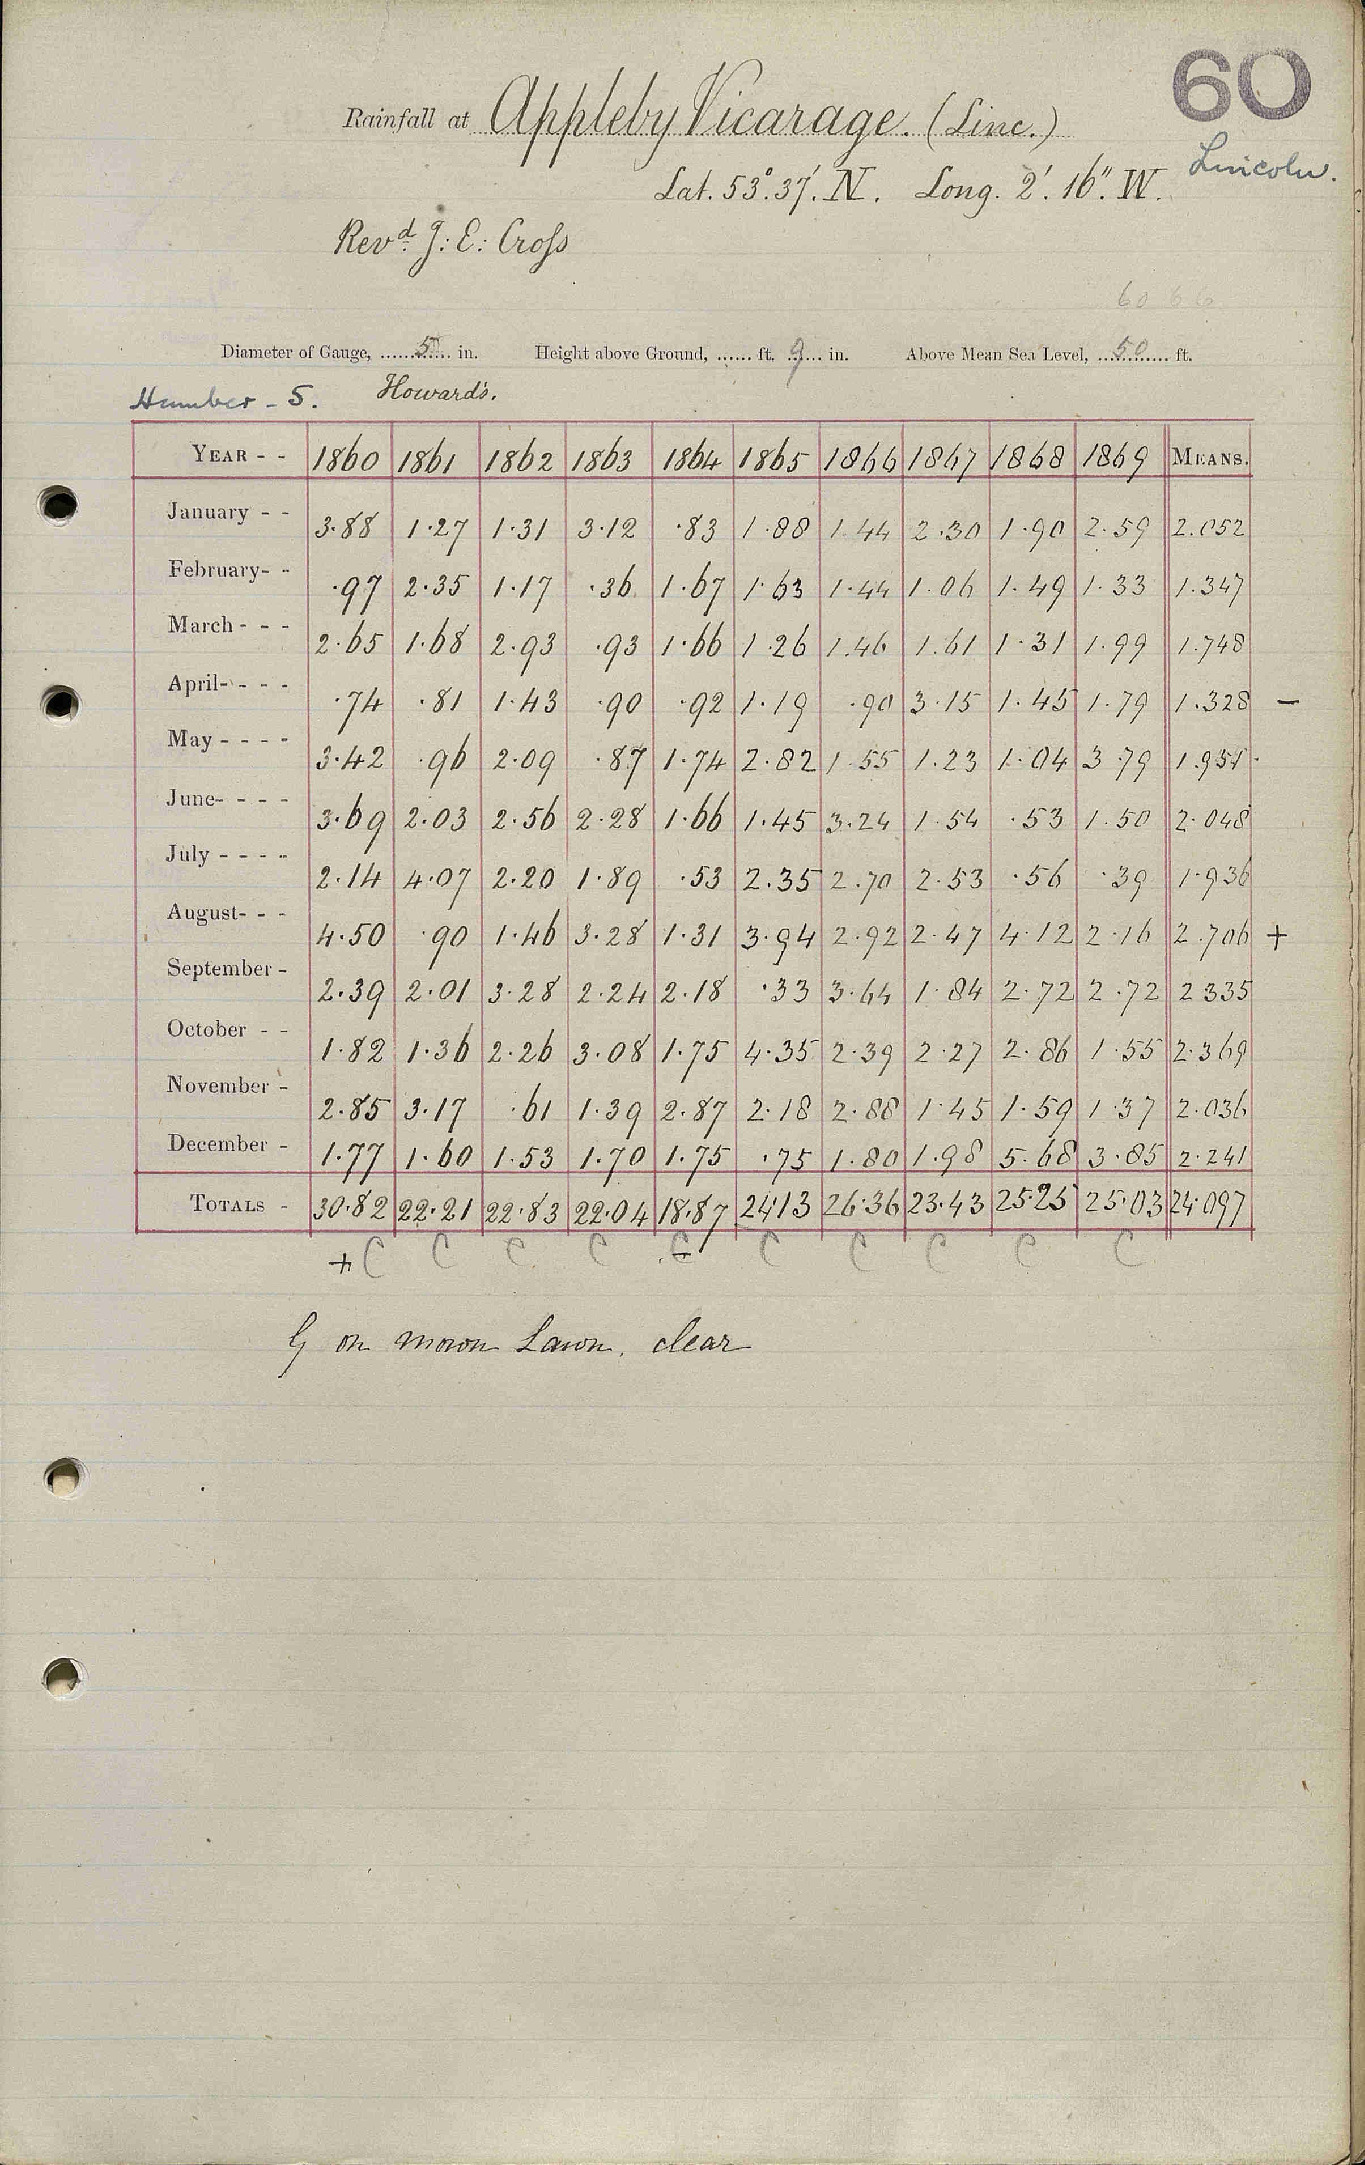 60
Rainfall at Appleby Vicarage. (Linc.)
Lincoln.
Lat. 53°. 37'. N. Long. 2'. 16". W.
Revd. J: E: Cross
60 66
Diameter of Gauge, 5 in. Height above Ground, ft. 9 in. Above Mean Sea Level, 50 ft.
Humber - 5. Howard's.
YEAR - - 1860 1861 1862 1863 1864 1865 1866 1867 1868 1869 MEANS.
January - - 3.88 1.27 1.31 3.12 .83 1.88 1.44 2.30 1.90 2.59 2.052
February- - .97 2.35 1.17 .36 1.67 1.63 1.44 1.06 1.49 1.33 1.347
March - - - 2.65 1.68 2.93 .93 1.66 1.26 1.46 1.61 1.31 1.99 1.748
April- - - - .74 .81 1.43 .90 .92 1.19 .90 3.15 1.45 1.79 1.328 —
May - - - - 3.42 .96 2.09 .87 1.74 2.82 1.55 1.23 1.04 3.79 1.951
June- - - - 3.69 2.03 2.56 2.28 1.66 1.45 3.24 1.54 .53 1.50 2.048
July - - - - 2.14 4.07 2.20 1.89 .53 2.35 2.70 2.53 .56 .39 1.936
August- - - 4.50 .90 1.46 3.28 1.31 3.94 2.92 2.47 4.12 2.16 2.706 +
September - 2.39 2.01 3.28 2.24 2.18 .33 3.64 1.84 2.72 2.72 2.335
October - - 1.82 1.36 2.26 3.08 1.75 4.35 2.39 2.27 2.86 1.55 2.369
November - 2.85 3.17 .61 1.39 2.87 2.18 2.88 1.45 1.59 1.37 2.036
December - 1.77 1.60 1.53 1.70 1.75 .75 1.80 1.98 5.68 3.85 2.241
TOTALS - 30.82 22.21 22.83 22.04 18.87 24.13 26.36 23.43 25.25 25.03 24.097
+ C C C C - C C C C C C
G on mown Lawn. clear